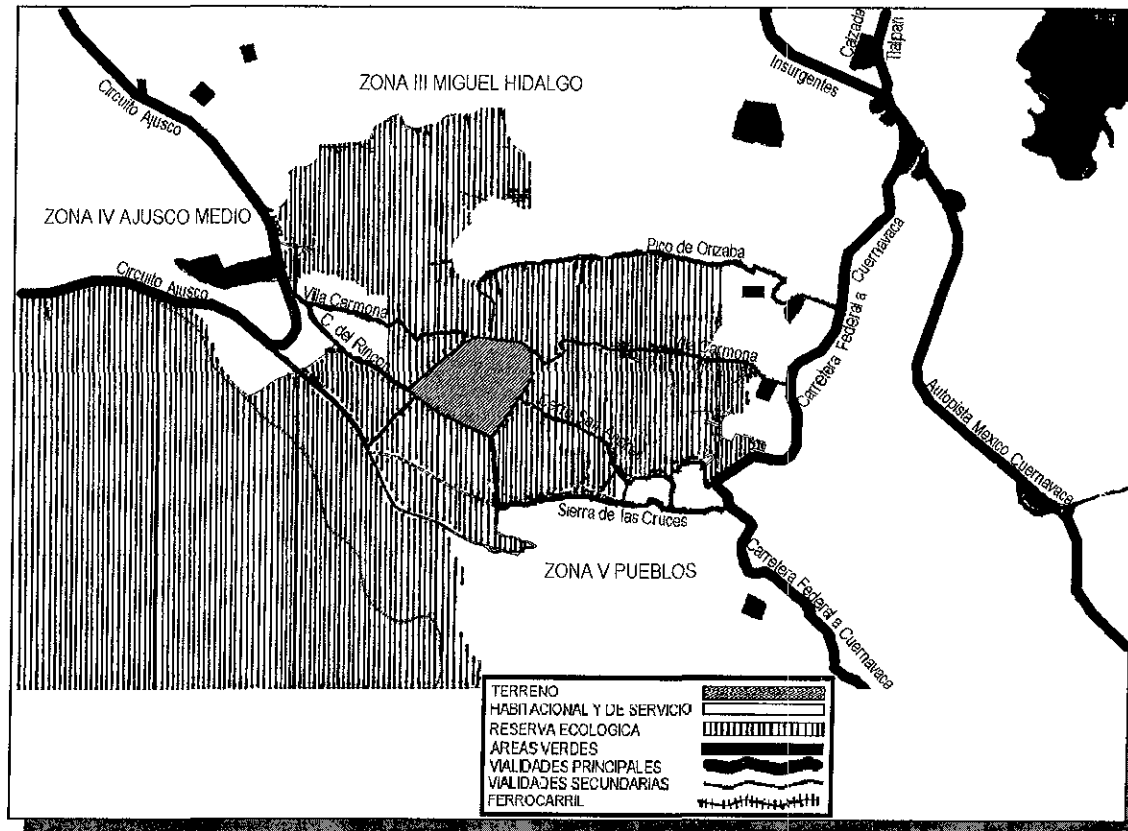 Calzada
Tlalpan
Insurgentes
ZONA III MIGUEL HIDALGO
Circuito Ajusco
ZONA IV AJUSCO MEDIO
Pico de Orizaba
Carretera Federal a Cuernavaca
Circuito Ajusco
Villa Carmona
C. del Rincon
Carmona
Autopista Mexico Cuernavaca
Sierra de las Cruces
ZONA V PUEBLOS
Carretera Federal a Cuernavaca
TERRENO
HABITACIONAL Y DE SERVICIO
RESERVA ECOLOGICA
AREAS VERDES
VIALIDADES PRINCIPALES
VIALIDADES SECUNDARIAS
FERROCARRIL